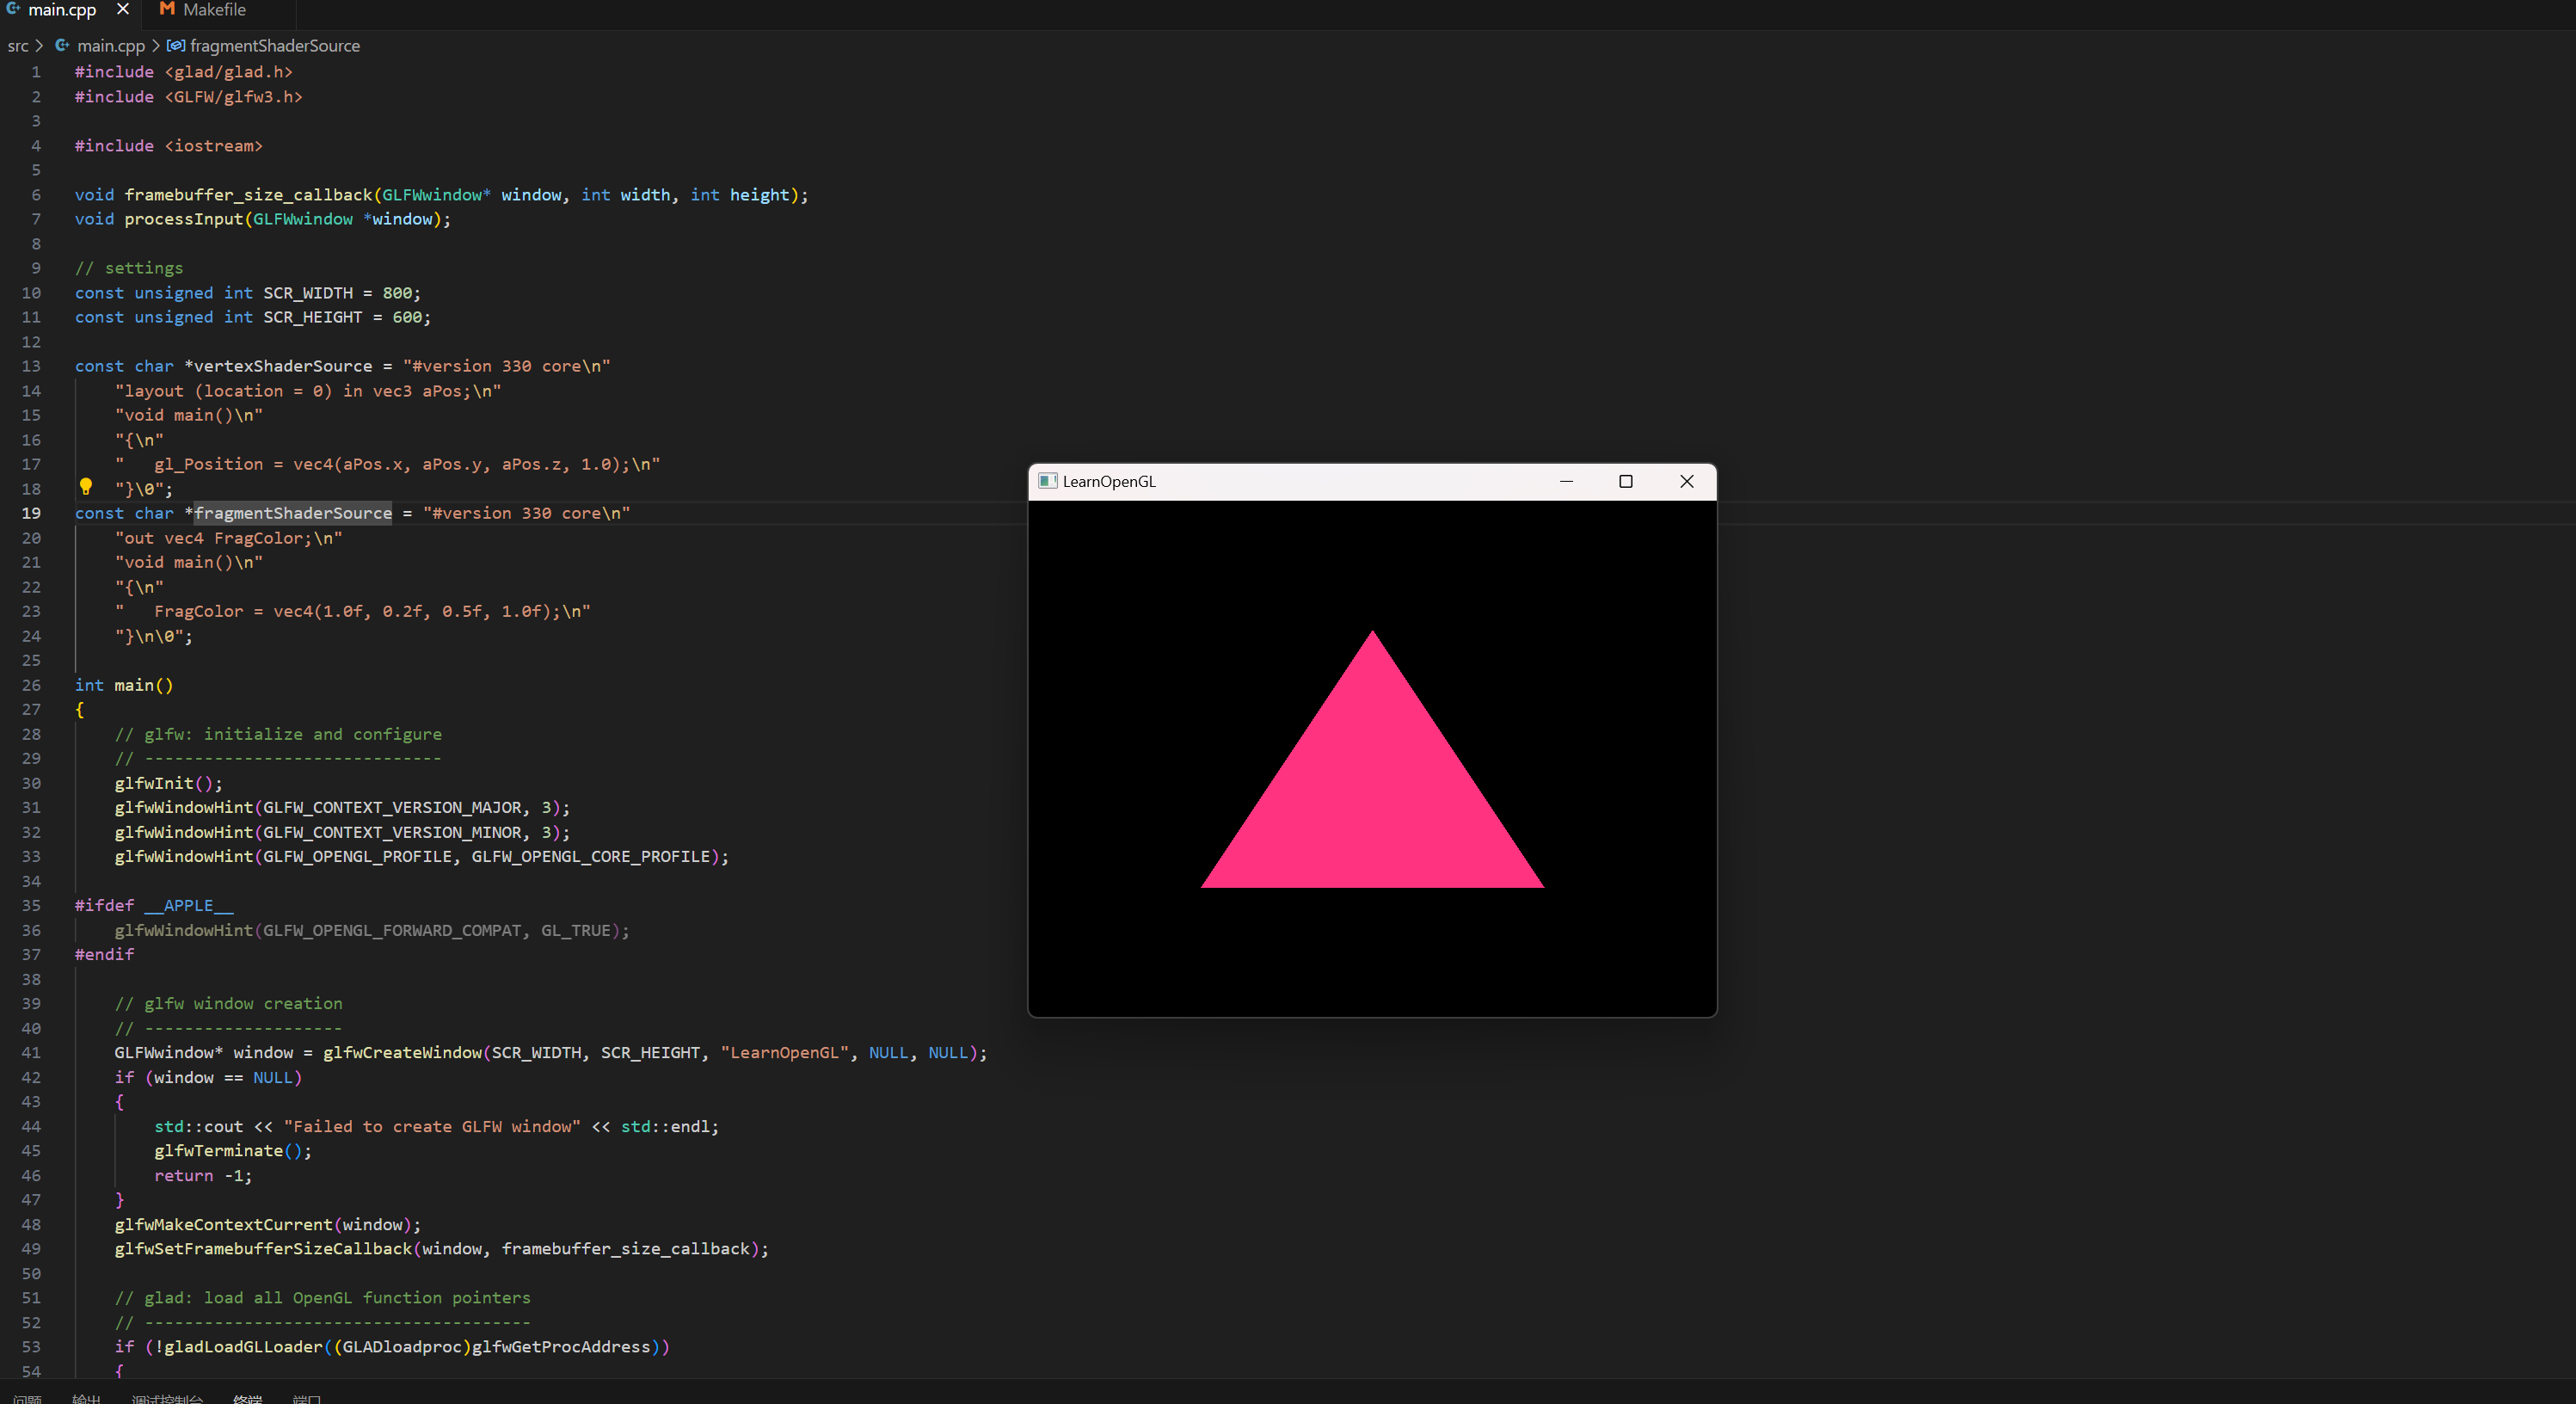 main.cpp
Makefile
src > main.cpp > fragmentShaderSource
1 #include <glad/glad.h>
2 #include <GLFW/glfw3.h>
3
4 #include <iostream>
5
6 void framebuffer_size_callback(GLFWwindow* window, int width, int height);
7 void processInput(GLFWwindow *window);
8
9 // settings
10 const unsigned int SCR_WIDTH = 800;
11 const unsigned int SCR_HEIGHT = 600;
12
13 const char *vertexShaderSource = "#version 330 core\n"
14 "layout (location = 0) in vec3 aPos;\n"
15 "void main()\n"
16 "{\n"
17 "   gl_Position = vec4(aPos.x, aPos.y, aPos.z, 1.0);\n"
18 "}\0";
19 const char *fragmentShaderSource = "#version 330 core\n"
20 "out vec4 FragColor;\n"
21 "void main()\n"
22 "{\n"
23 "   FragColor = vec4(1.0f, 0.2f, 0.5f, 1.0f);\n"
24 "}\n\0";
25
26 int main()
27 {
28 // glfw: initialize and configure
29 // ------------------------------
30 glfwInit();
31 glfwWindowHint(GLFW_CONTEXT_VERSION_MAJOR, 3);
32 glfwWindowHint(GLFW_CONTEXT_VERSION_MINOR, 3);
33 glfwWindowHint(GLFW_OPENGL_PROFILE, GLFW_OPENGL_CORE_PROFILE);
34
35 #ifdef __APPLE__
36 glfwWindowHint(GLFW_OPENGL_FORWARD_COMPAT, GL_TRUE);
37 #endif
38
39 // glfw window creation
40 // --------------------
41 GLFWwindow* window = glfwCreateWindow(SCR_WIDTH, SCR_HEIGHT, "LearnOpenGL", NULL, NULL);
42 if (window == NULL)
43 {
44 std::cout << "Failed to create GLFW window" << std::endl;
45 glfwTerminate();
46 return -1;
47 }
48 glfwMakeContextCurrent(window);
49 glfwSetFramebufferSizeCallback(window, framebuffer_size_callback);
50
51 // glad: load all OpenGL function pointers
52 // ---------------------------------------
53 if (!gladLoadGLLoader((GLADloadproc)glfwGetProcAddress))
54 {
LearnOpenGL
问题 输出 调试控制台 终端 端口